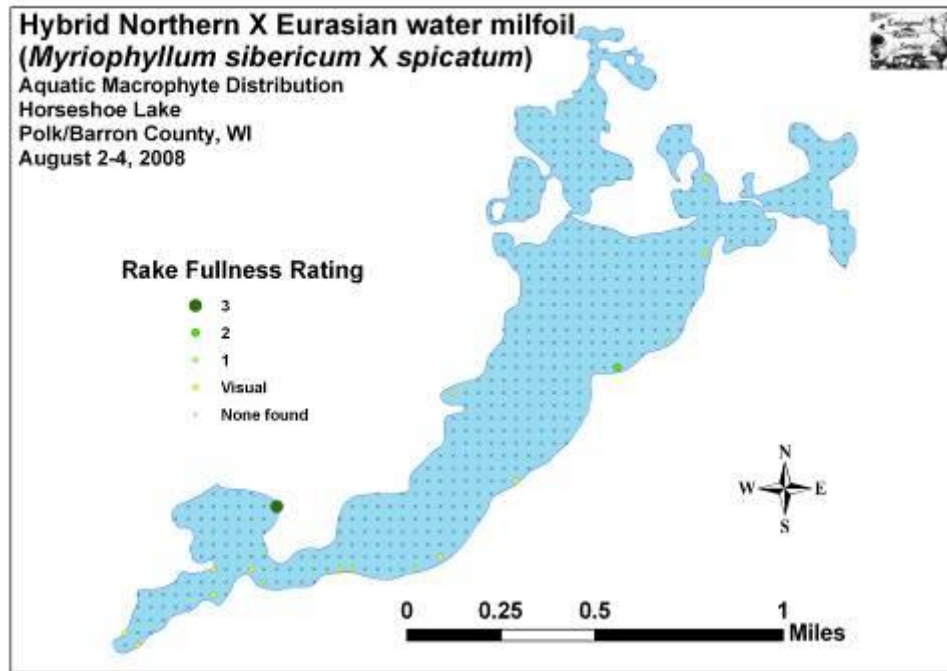 Hybrid Northern X Eurasian water milfoil
(Myriophyllum sibericum X spicatum)
Aquatic Macrophyte Distribution
Horseshoe Lake
Polk/Barron County, WI
August 2-4, 2008
Rake Fullness Rating
3
2
1
Visual
None found
N
W E
S
0 0.25 0.5 1
Miles